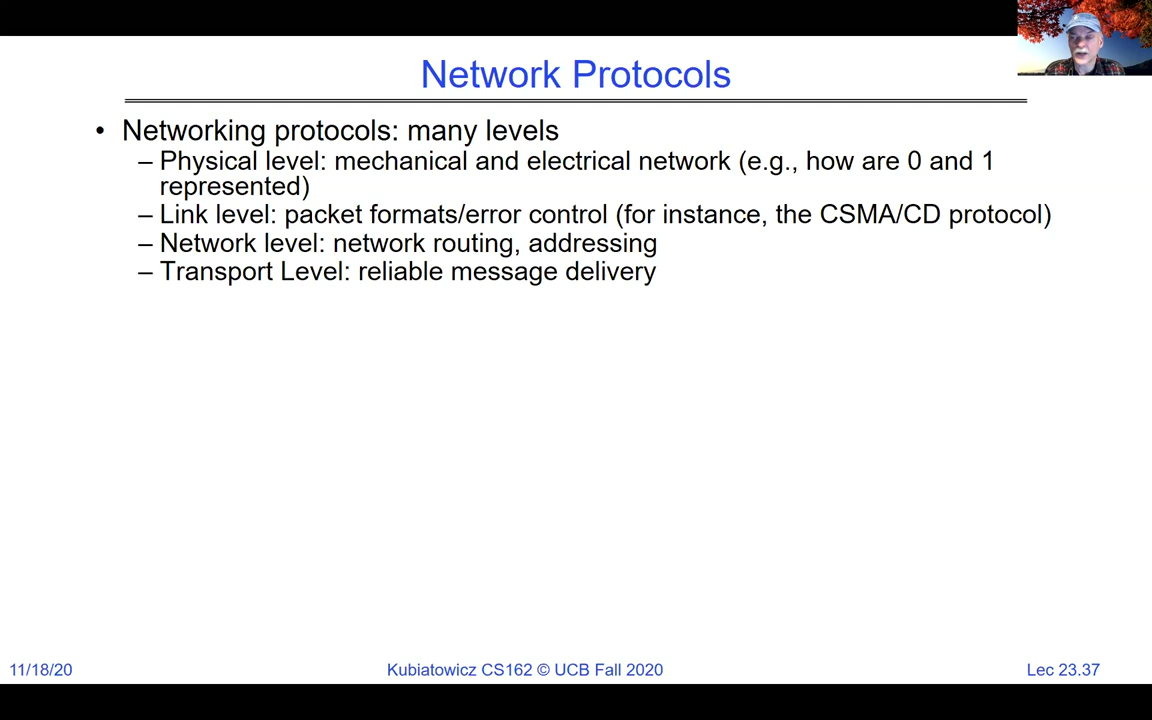 Network Protocols
• Networking protocols: many levels
– Physical level: mechanical and electrical network (e.g., how are 0 and 1
represented)
– Link level: packet formats/error control (for instance, the CSMA/CD protocol)
– Network level: network routing, addressing
– Transport Level: reliable message delivery
11/18/20
Kubiatowicz CS162 © UCB Fall 2020
Lec 23.37